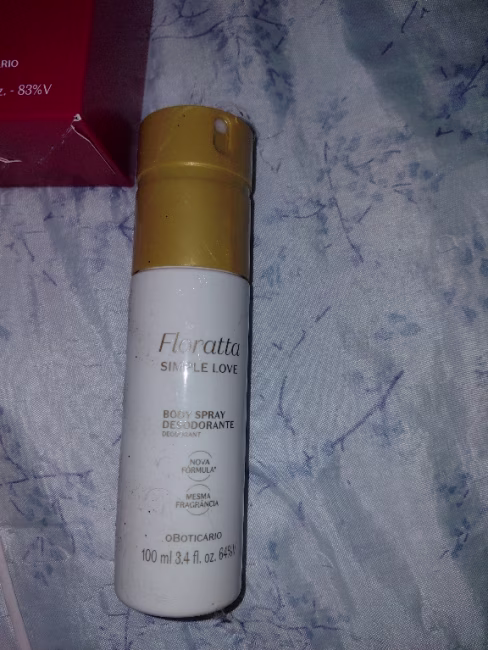 z. - 83%V
Floratta
SIMPLE LOVE
BODY SPRAY
DESODORANTE
DEODORANT
NOVA
FÓRMULA*
MESMA
FRAGRÂNCIA
oBOTICÁRIO
100 ml 3.4 fl. oz. 64%V